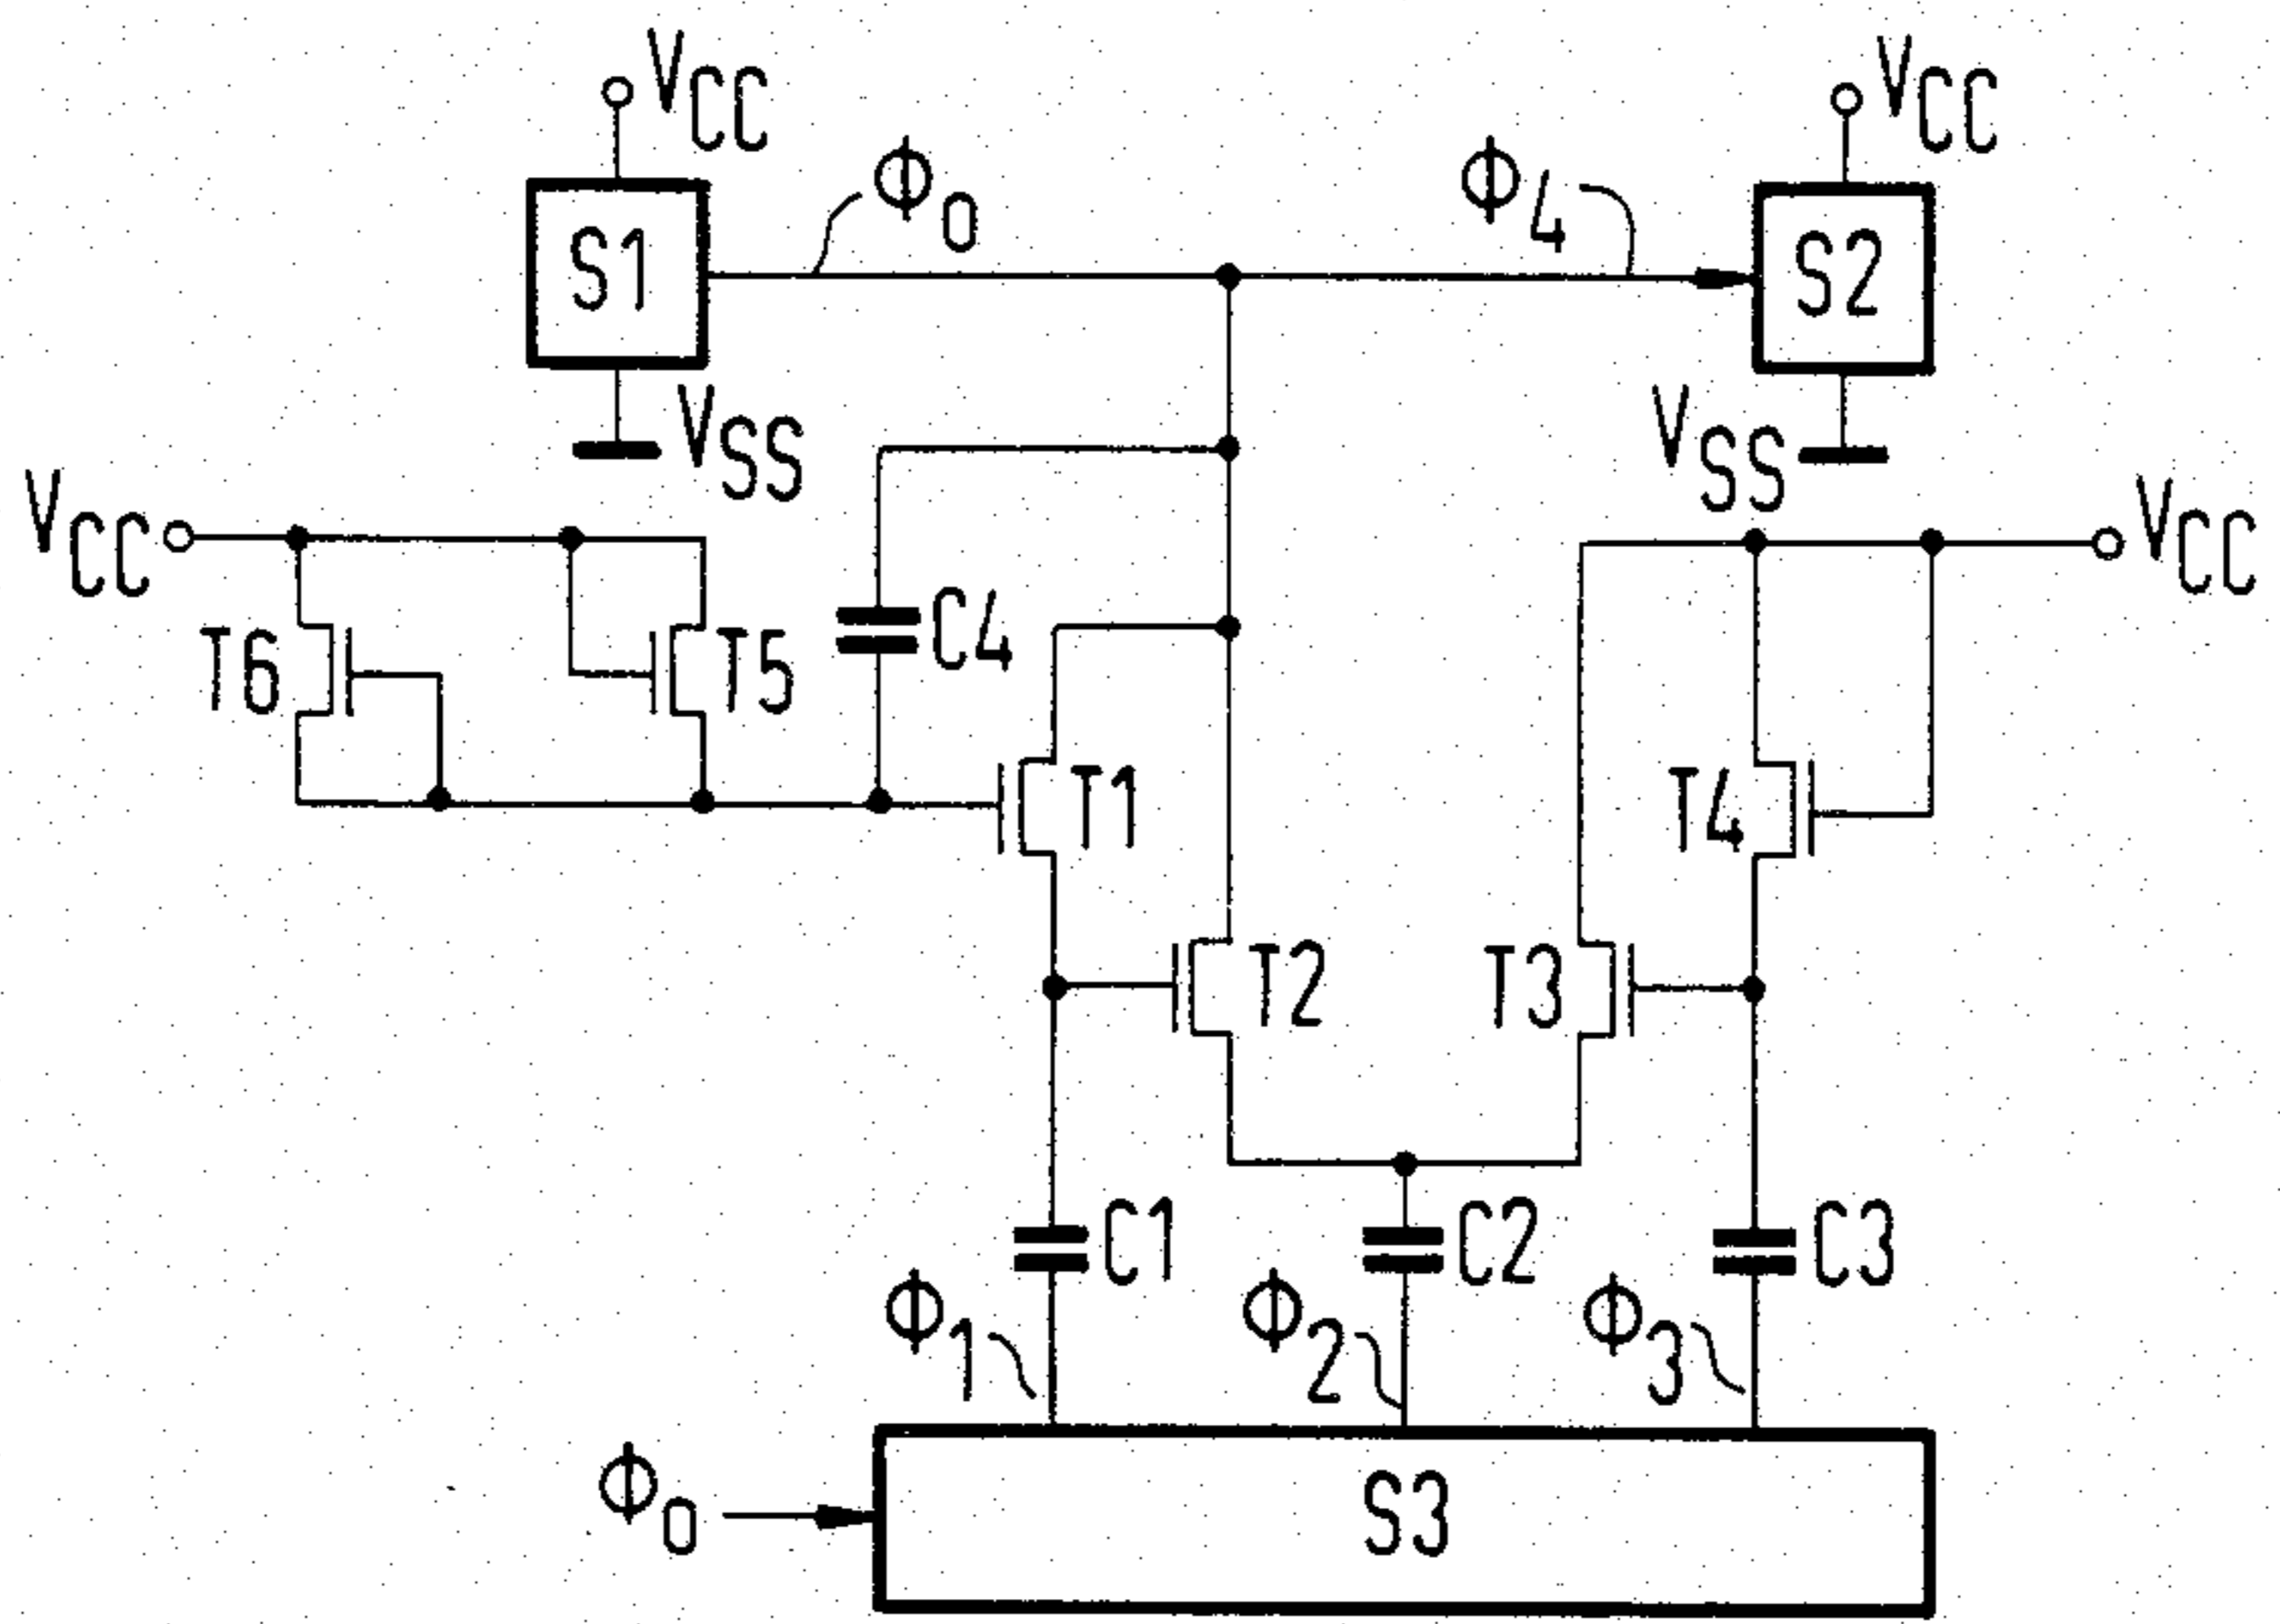 VCC
VCC
Φ0
Φ4
S1
S2
VSS
VSS
VCC
VCC
C4
T6
T5
T1
T4
T2
T3
C1
C2
C3
Φ1
Φ2
Φ3
Φ0
S3